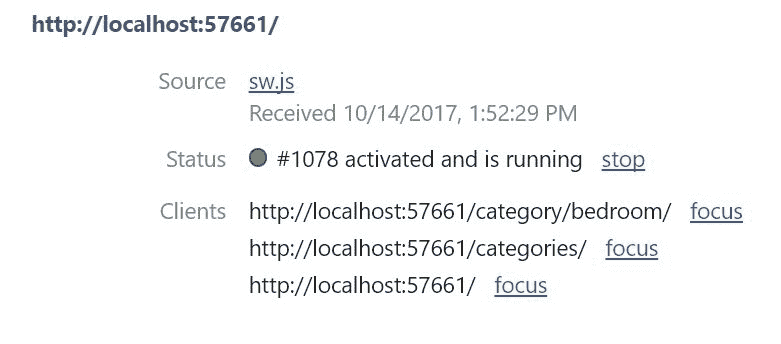 http://localhost:57661/
Source sw.js
Received 10/14/2017, 1:52:29 PM
Status #1078 activated and is running stop
Clients http://localhost:57661/category/bedroom/ focus
http://localhost:57661/categories/ focus
http://localhost:57661/ focus